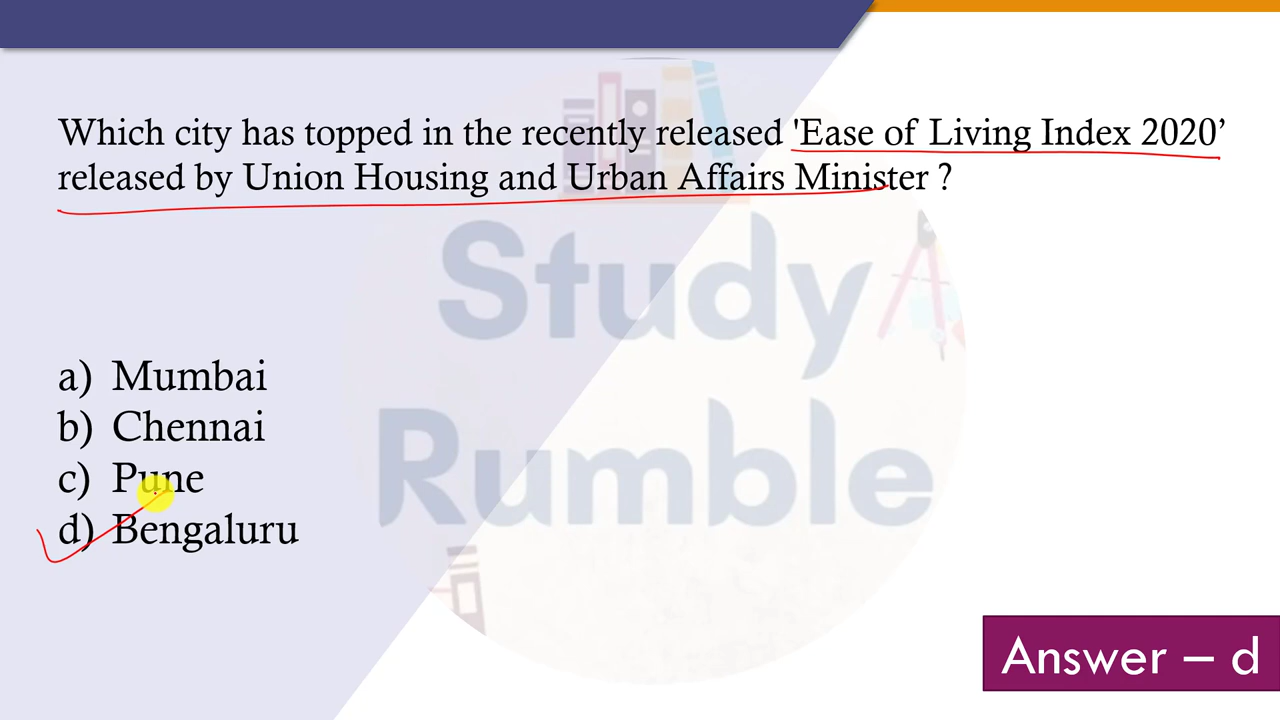 Which city has topped in the recently released 'Ease of Living Index 2020’
released by Union Housing and Urban Affairs Minister ?
Study
Rumble
a) Mumbai
b) Chennai
c) Pune
d) Bengaluru
Answer – d